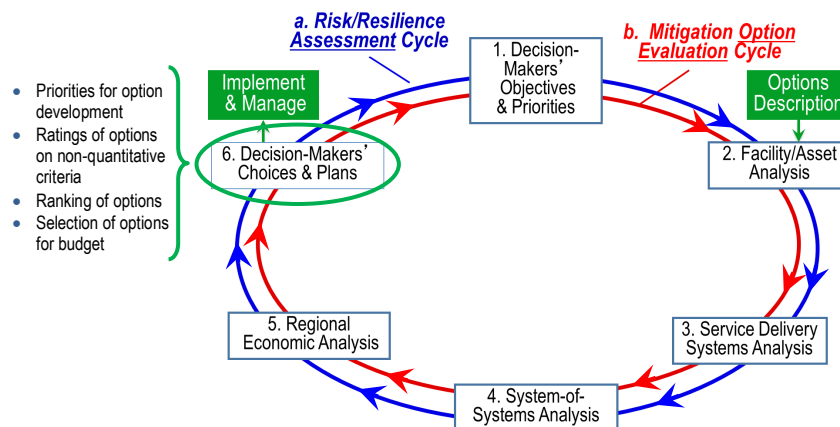 a. Risk/Resilience
Assessment Cycle
b. Mitigation Option
Evaluation Cycle
1. Decision-
Makers’
Objectives
& Priorities
Implement
& Manage
Options
Description
• Priorities for option
development
• Ratings of options
on non-quantitative
criteria
• Ranking of options
• Selection of options
for budget
6. Decision-Makers’
Choices & Plans
2. Facility/Asset
Analysis
5. Regional
Economic Analysis
3. Service Delivery
Systems Analysis
4. System-of-
Systems Analysis